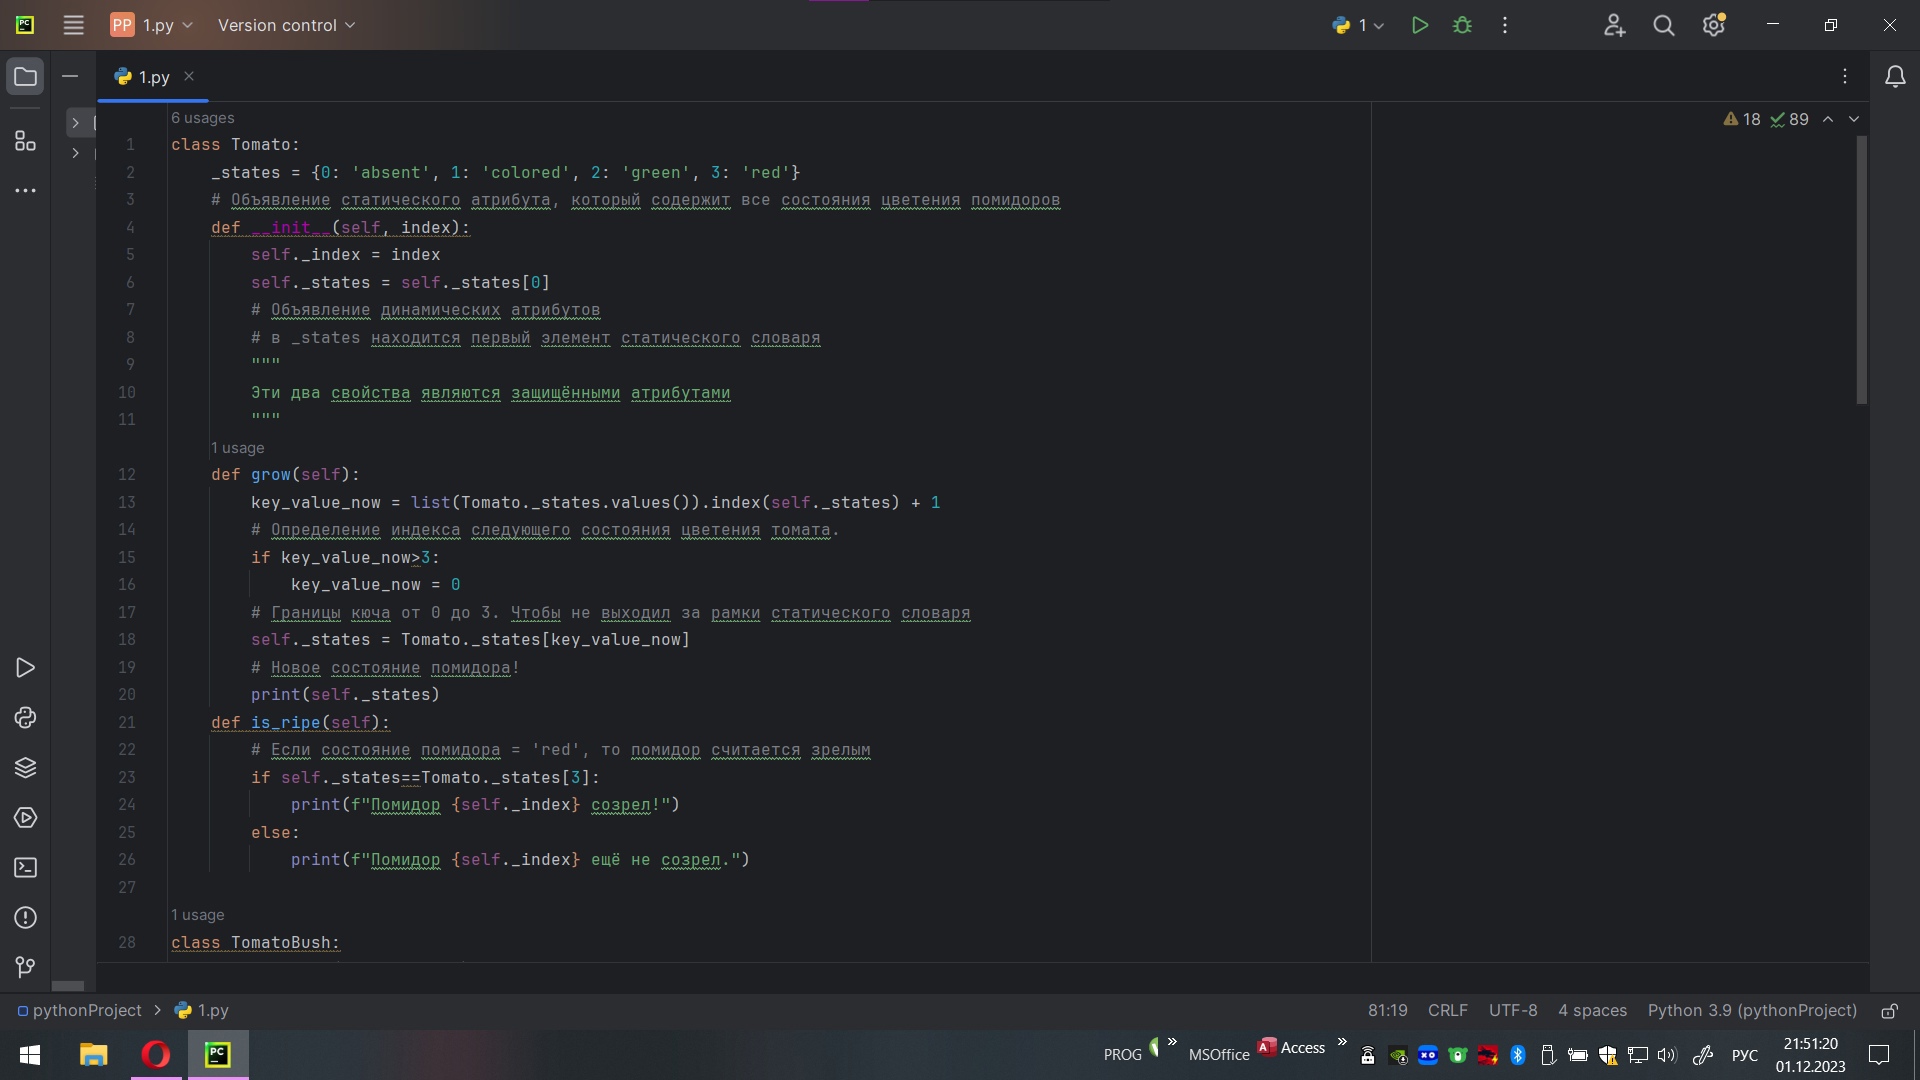 PC PP 1.py Version control 1
1.py
6 usages
18 89
1 class Tomato:
2 _states = {0: 'absent', 1: 'colored', 2: 'green', 3: 'red'}
3 # Объявление статического атрибута, который содержит все состояния цветения помидоров
4 def __init__(self, index):
5 self._index = index
6 self._states = self._states[0]
7 # Объявление динамических атрибутов
8 # в _states находится первый элемент статического словаря
9 """
10 Эти два свойства являются защищёнными атрибутами
11 """
1 usage
12 def grow(self):
13 key_value_now = list(Tomato._states.values()).index(self._states) + 1
14 # Определение индекса следующего состояния цветения томата.
15 if key_value_now>3:
16 key_value_now = 0
17 # Границы кюча от 0 до 3. Чтобы не выходил за рамки статического словаря
18 self._states = Tomato._states[key_value_now]
19 # Новое состояние помидора!
20 print(self._states)
21 def is_ripe(self):
22 # Если состояние помидора = 'red', то помидор считается зрелым
23 if self._states==Tomato._states[3]:
24 print(f"Помидор {self._index} созрел!")
25 else:
26 print(f"Помидор {self._index} ещё не созрел.")
27
1 usage
28 class TomatoBush:
pythonProject > 1.py 81:19 CRLF UTF-8 4 spaces Python 3.9 (pythonProject)
PC PROG » MSOffice A Access » РУС 21:51:20
01.12.2023